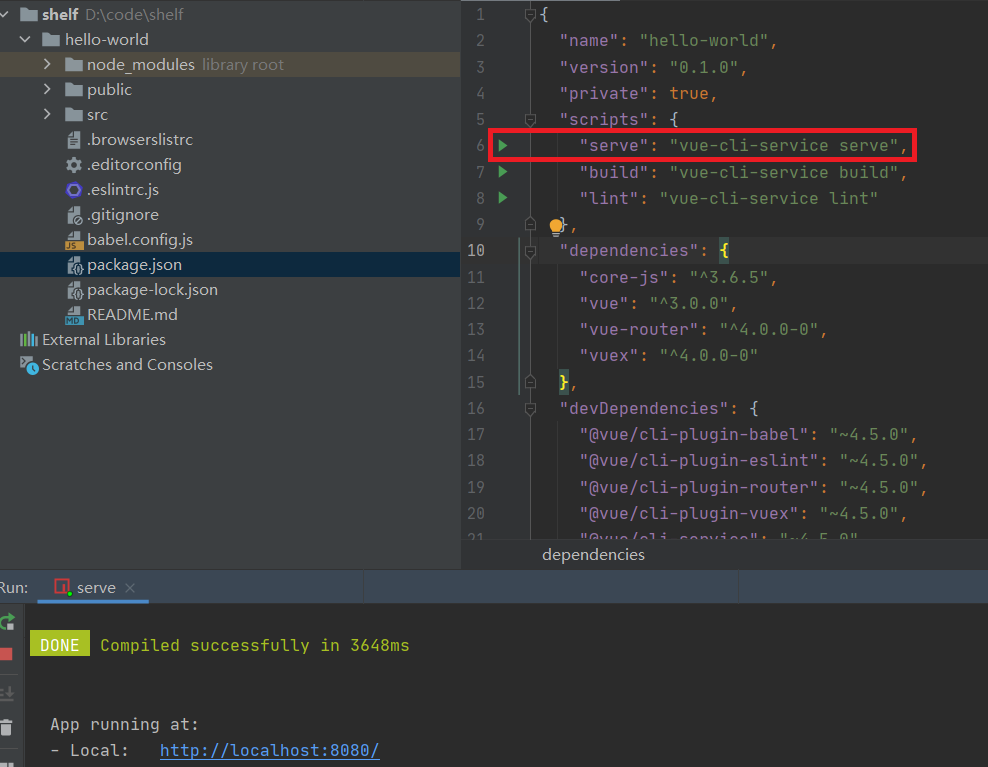 shelf D:\code\shelf
hello-world
node_modules library root
public
src
.browserslistrc
.editorconfig
.eslintrc.js
.gitignore
babel.config.js
package.json
package-lock.json
README.md
External Libraries
Scratches and Consoles
1 {
2 "name": "hello-world",
3 "version": "0.1.0",
4 "private": true,
5 "scripts": {
6 "serve": "vue-cli-service serve",
7 "build": "vue-cli-service build",
8 "lint": "vue-cli-service lint"
9 },
10 "dependencies": {
11 "core-js": "^3.6.5",
12 "vue": "^3.0.0",
13 "vue-router": "^4.0.0-0",
14 "vuex": "^4.0.0-0"
15 },
16 "devDependencies": {
17 "@vue/cli-plugin-babel": "~4.5.0",
18 "@vue/cli-plugin-eslint": "~4.5.0",
19 "@vue/cli-plugin-router": "~4.5.0",
20 "@vue/cli-plugin-vuex": "~4.5.0",
21 "@vue/cli-service": "~4.5.0"
dependencies
Run: serve
DONE Compiled successfully in 3648ms
App running at:
- Local: http://localhost:8080/